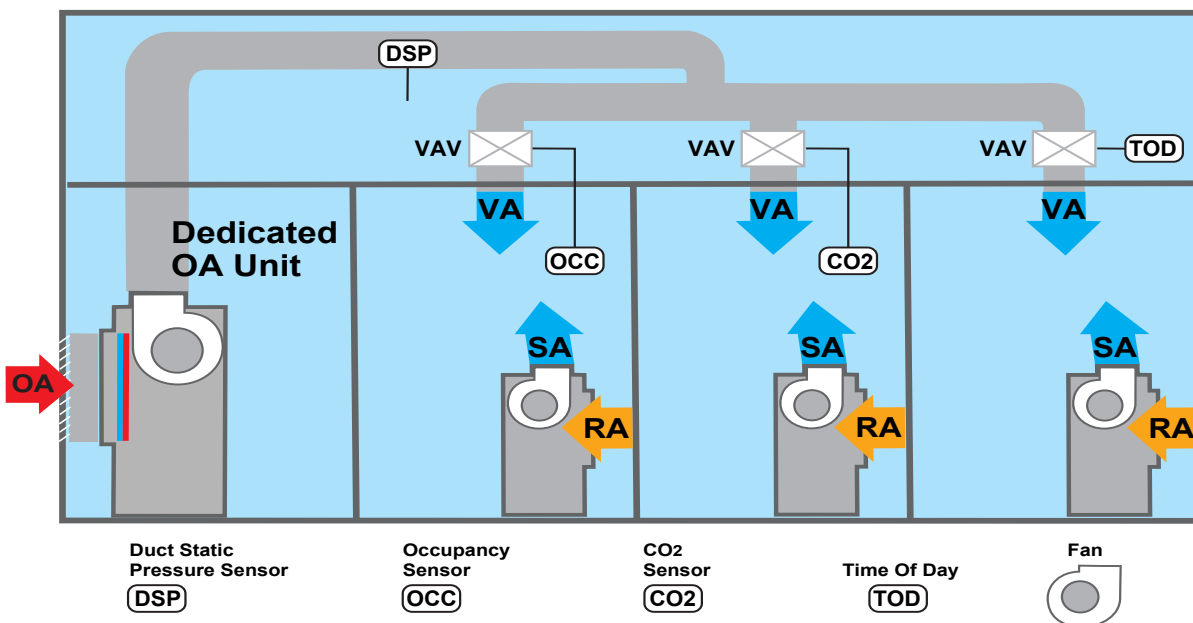 DSP
VAV
VAV
VAV
TOD
VA
VA
VA
Dedicated
OA Unit
OCC
CO2
SA
SA
SA
OA
RA
RA
RA
Duct Static
Pressure Sensor
DSP
Occupancy
Sensor
OCC
CO2
Sensor
CO2
Time Of Day
TOD
Fan